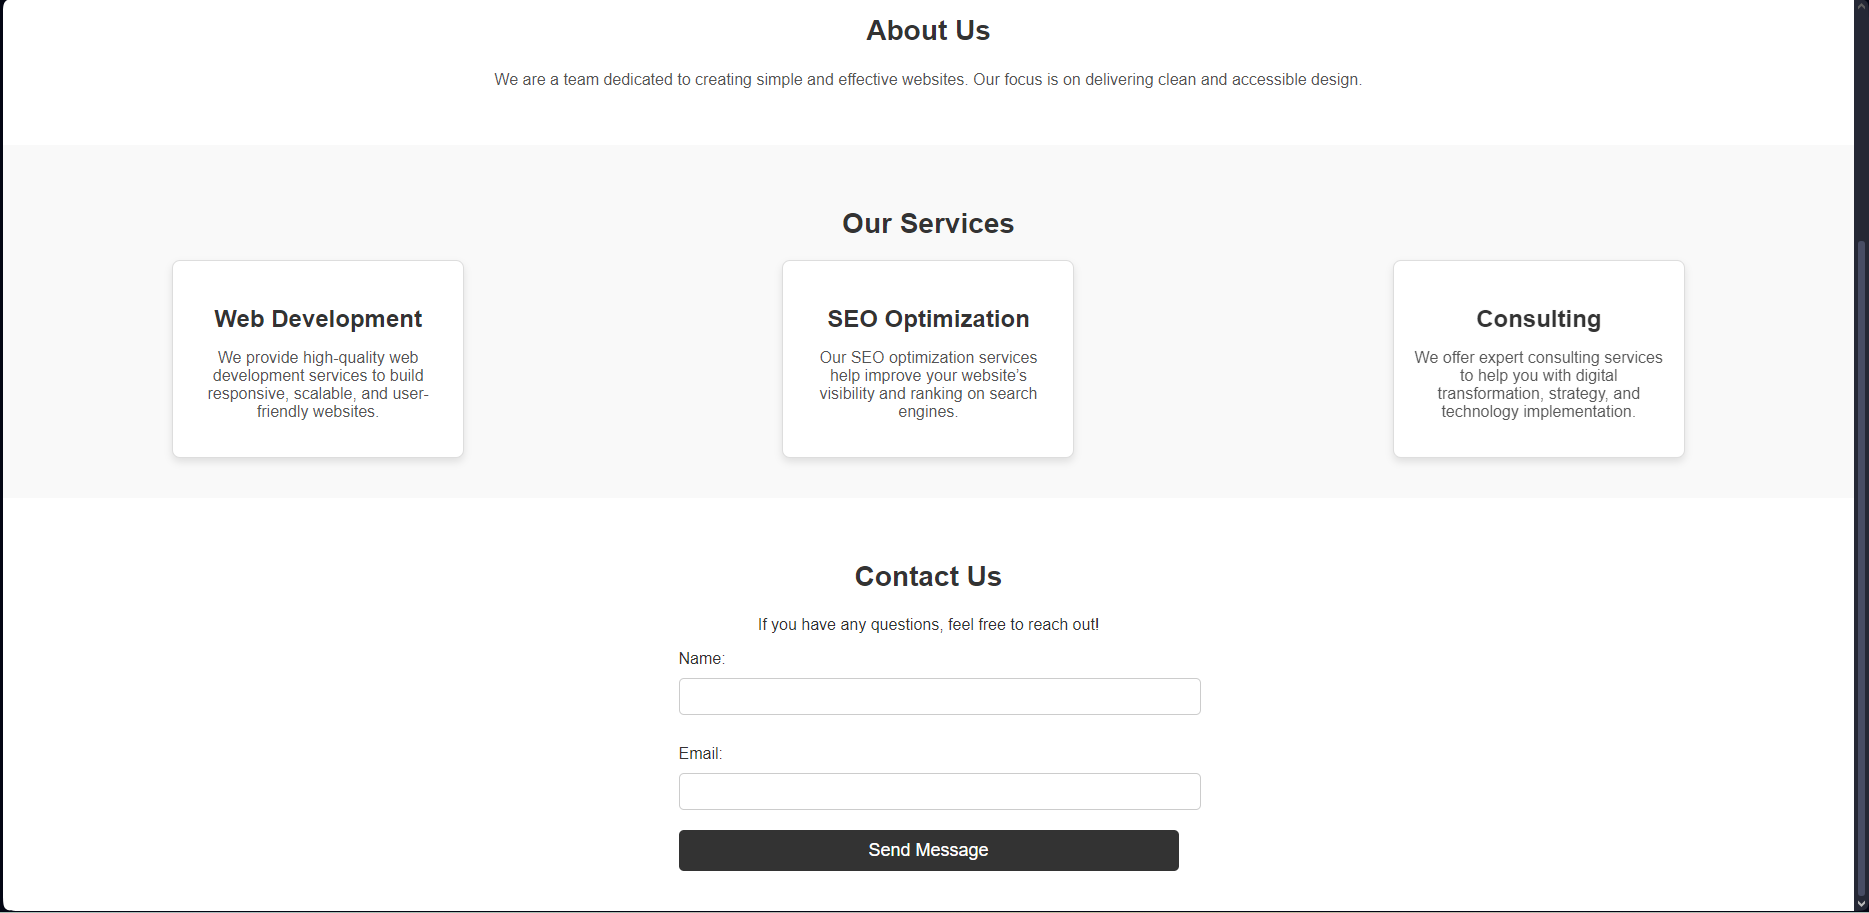 About Us
We are a team dedicated to creating simple and effective websites. Our focus is on delivering clean and accessible design.
Our Services
Web Development
We provide high-quality web
development services to build
responsive, scalable, and user-
friendly websites.
SEO Optimization
Our SEO optimization services
help improve your website’s
visibility and ranking on search
engines.
Consulting
We offer expert consulting services
to help you with digital
transformation, strategy, and
technology implementation.
Contact Us
If you have any questions, feel free to reach out!
Name:
Email:
Send Message